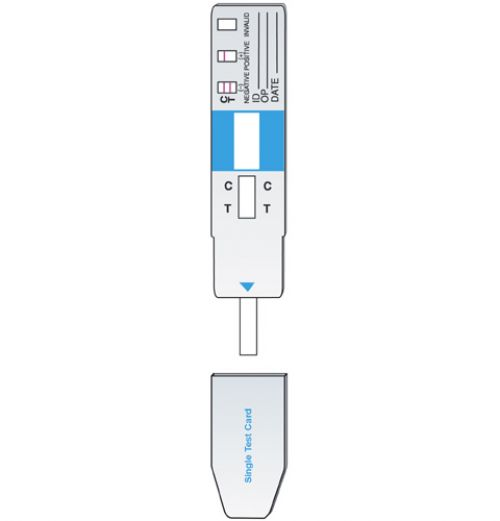 C
T
NEGATIVE POSITIVE INVALID
(-) (+)
ID
OP
DATE
C C
T T
Single Test Card